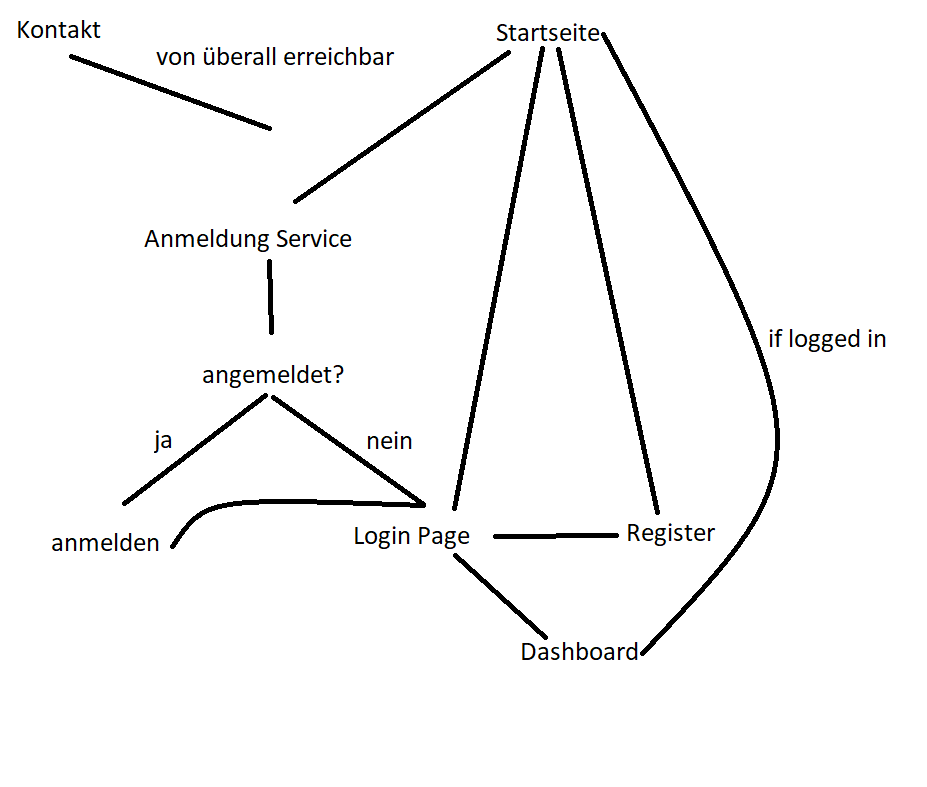 Kontakt
von überall erreichbar
Startseite
Anmeldung Service
if logged in
angemeldet?
ja
nein
anmelden
Login Page
Register
Dashboard